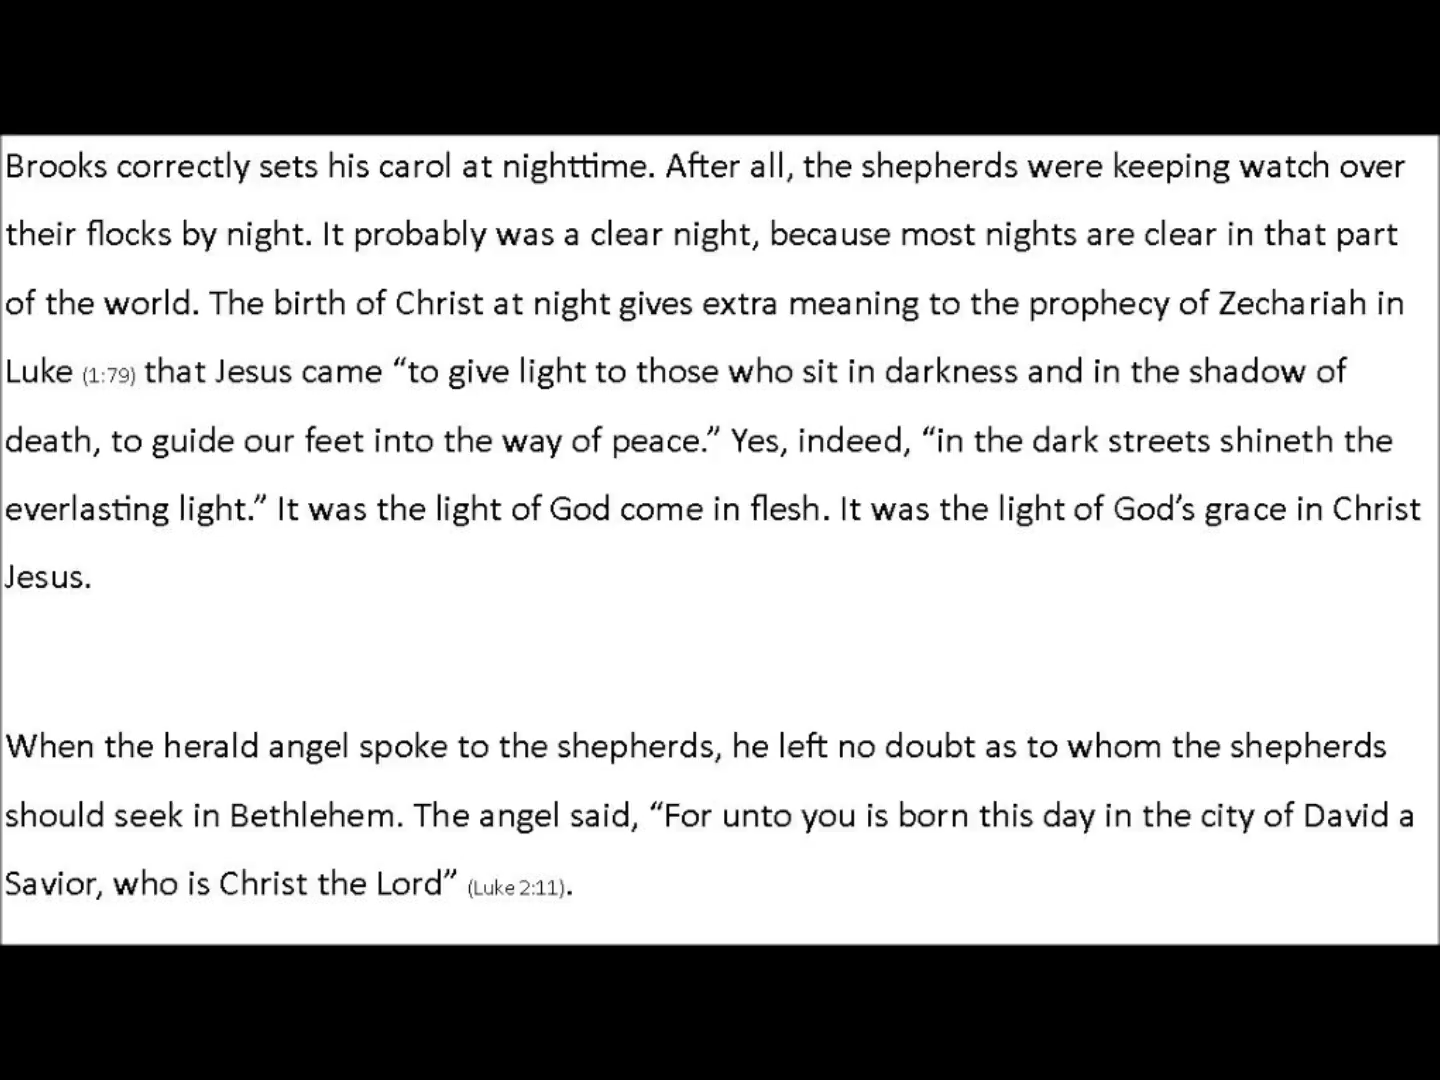 Brooks correctly sets his carol at nighttime. After all, the shepherds were keeping watch over
their flocks by night. It probably was a clear night, because most nights are clear in that part
of the world. The birth of Christ at night gives extra meaning to the prophecy of Zechariah in
Luke (1:79) that Jesus came “to give light to those who sit in darkness and in the shadow of
death, to guide our feet into the way of peace.” Yes, indeed, “in the dark streets shineth the
everlasting light.” It was the light of God come in flesh. It was the light of God’s grace in Christ
Jesus.
When the herald angel spoke to the shepherds, he left no doubt as to whom the shepherds
should seek in Bethlehem. The angel said, “For unto you is born this day in the city of David a
Savior, who is Christ the Lord” (Luke 2:11).